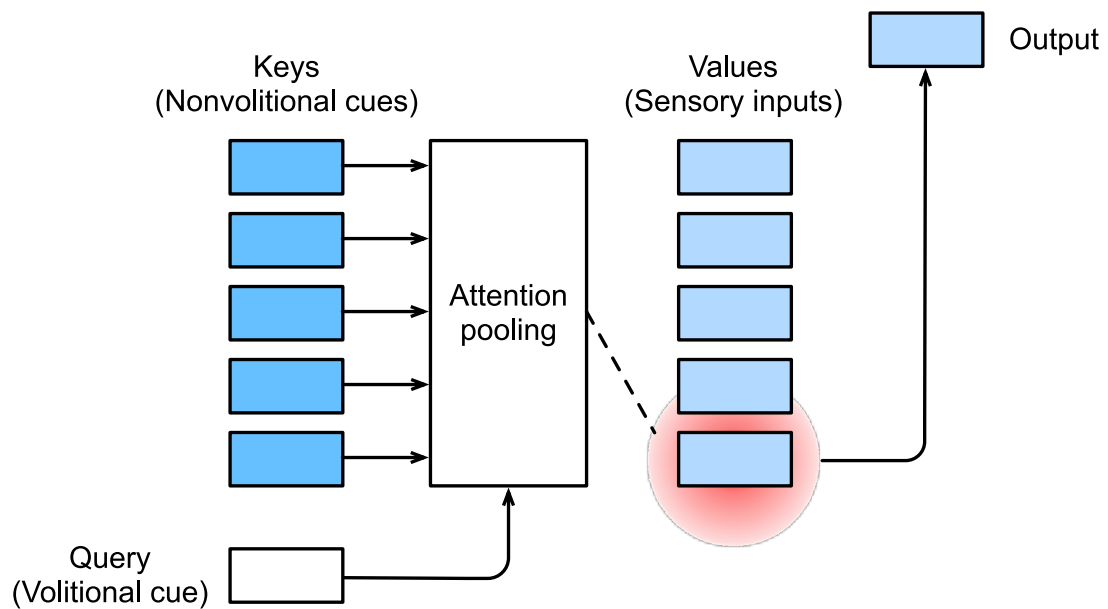 Keys
(Nonvolitional cues)
Values
(Sensory inputs)
Output
Attention
pooling
Query
(Volitional cue)